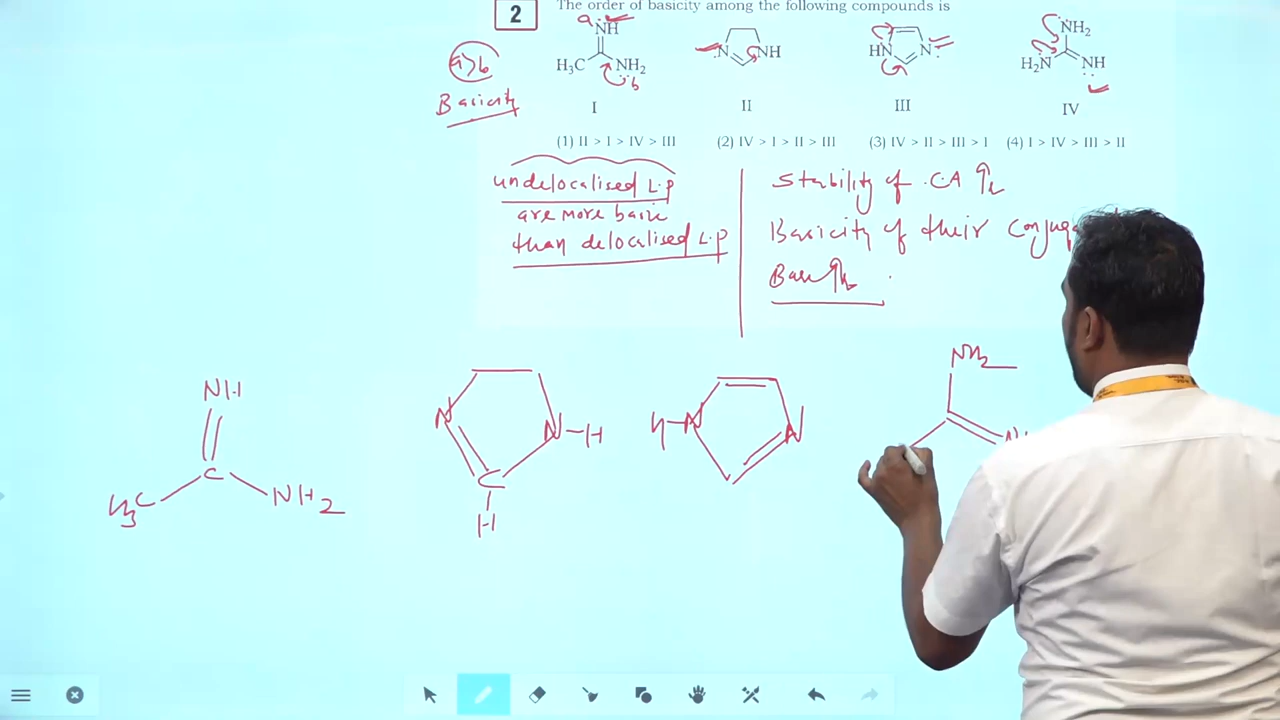 2 The order of basicity among the following compounds is
a NH
H₃C NH₂ b
N NH
HN N
NH₂
H₂N NH
I II III IV
a>b
Basicity
(1) II > I > IV > III (2) IV > I > II > III (3) IV > II > III > I (4) I > IV > III > II
undelocalised L.p
are more basic
than delocalised L.p
Stability of CA ↑
Basicity of their
Base ↑
NH
H₃C C NH₂
N N-H
C
H
N N
NH₂